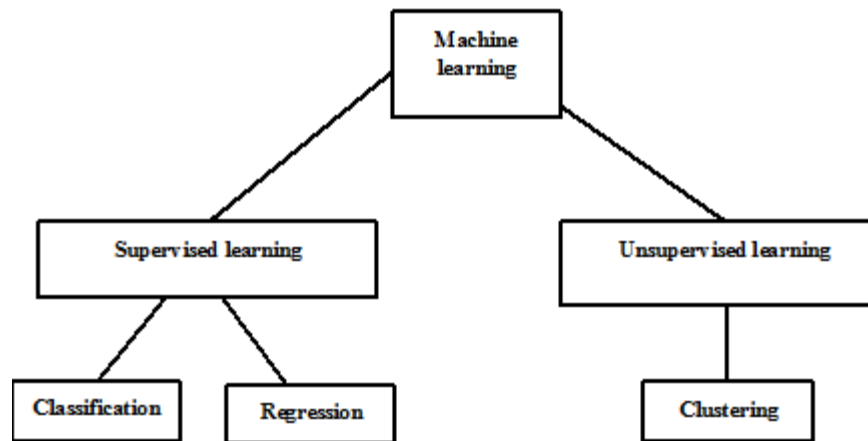 Machine
learning
Supervised learning
Unsupervised learning
Classification
Regression
Clustering